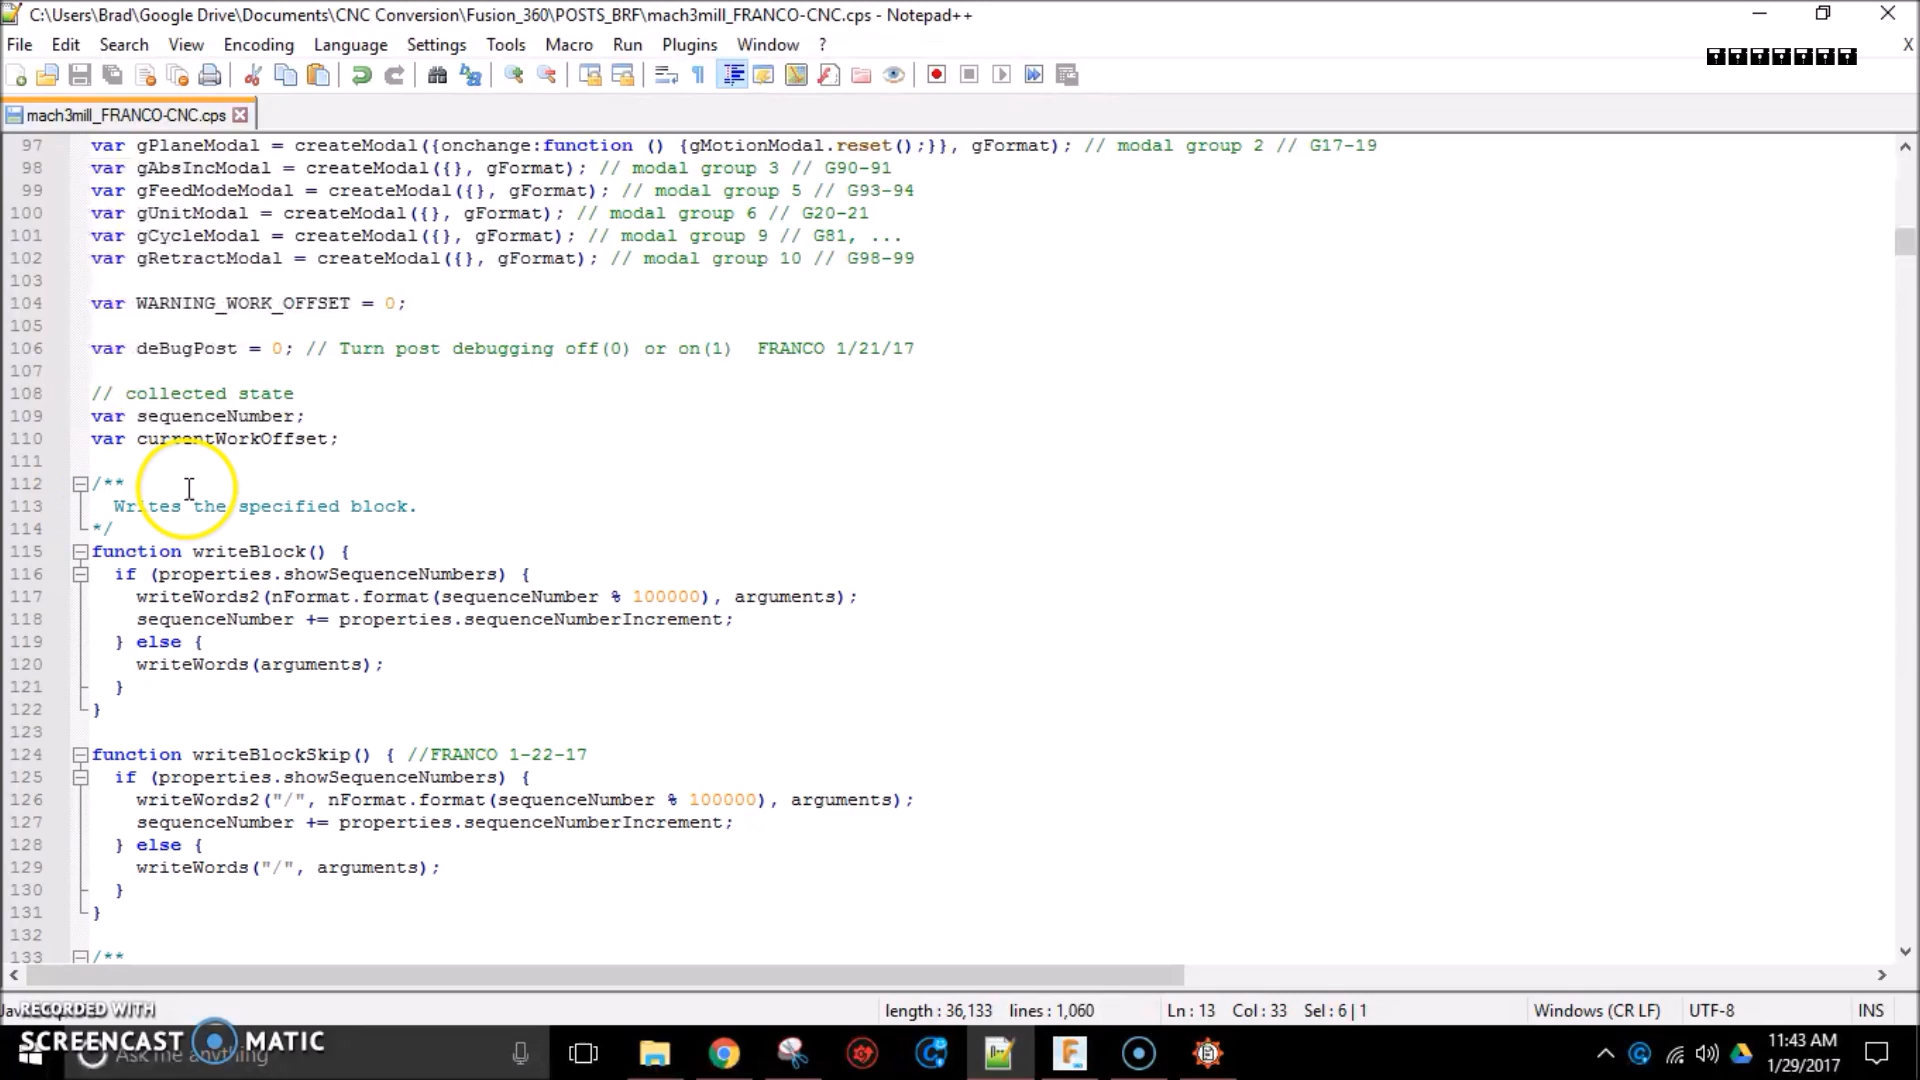 C:\Users\Brad\Google Drive\Documents\CNC Conversion\Fusion_360\POSTS_BRF\mach3mill_FRANCO-CNC.cps - Notepad++
File Edit Search View Encoding Language Settings Tools Macro Run Plugins Window ? X
mach3mill_FRANCO-CNC.cps
97 var gPlaneModal = createModal({onchange:function () {gMotionModal.reset();}}, gFormat); // modal group 2 // G17-19
98 var gAbsIncModal = createModal({}, gFormat); // modal group 3 // G90-91
99 var gFeedModeModal = createModal({}, gFormat); // modal group 5 // G93-94
100 var gUnitModal = createModal({}, gFormat); // modal group 6 // G20-21
101 var gCycleModal = createModal({}, gFormat); // modal group 9 // G81, ...
102 var gRetractModal = createModal({}, gFormat); // modal group 10 // G98-99
103
104 var WARNING_WORK_OFFSET = 0;
105
106 var deBugPost = 0; // Turn post debugging off(0) or on(1)  FRANCO 1/21/17
107
108 // collected state
109 var sequenceNumber;
110 var currentWorkOffset;
111
112 /**
113 Writes the specified block.
114 */
115 function writeBlock() {
116 if (properties.showSequenceNumbers) {
117 writeWords2(nFormat.format(sequenceNumber % 100000), arguments);
118 sequenceNumber += properties.sequenceNumberIncrement;
119 } else {
120 writeWords(arguments);
121 }
122 }
123
124 function writeBlockSkip() { //FRANCO 1-22-17
125 if (properties.showSequenceNumbers) {
126 writeWords2("/", nFormat.format(sequenceNumber % 100000), arguments);
127 sequenceNumber += properties.sequenceNumberIncrement;
128 } else {
129 writeWords("/", arguments);
130 }
131 }
132
133 /**
length : 36,133 lines : 1,060 Ln : 13 Col : 33 Sel : 6 | 1 Windows (CR LF) UTF-8 INS
RECORDED WITH
SCREENCAST MATIC
Ask me anything
11:43 AM
1/29/2017